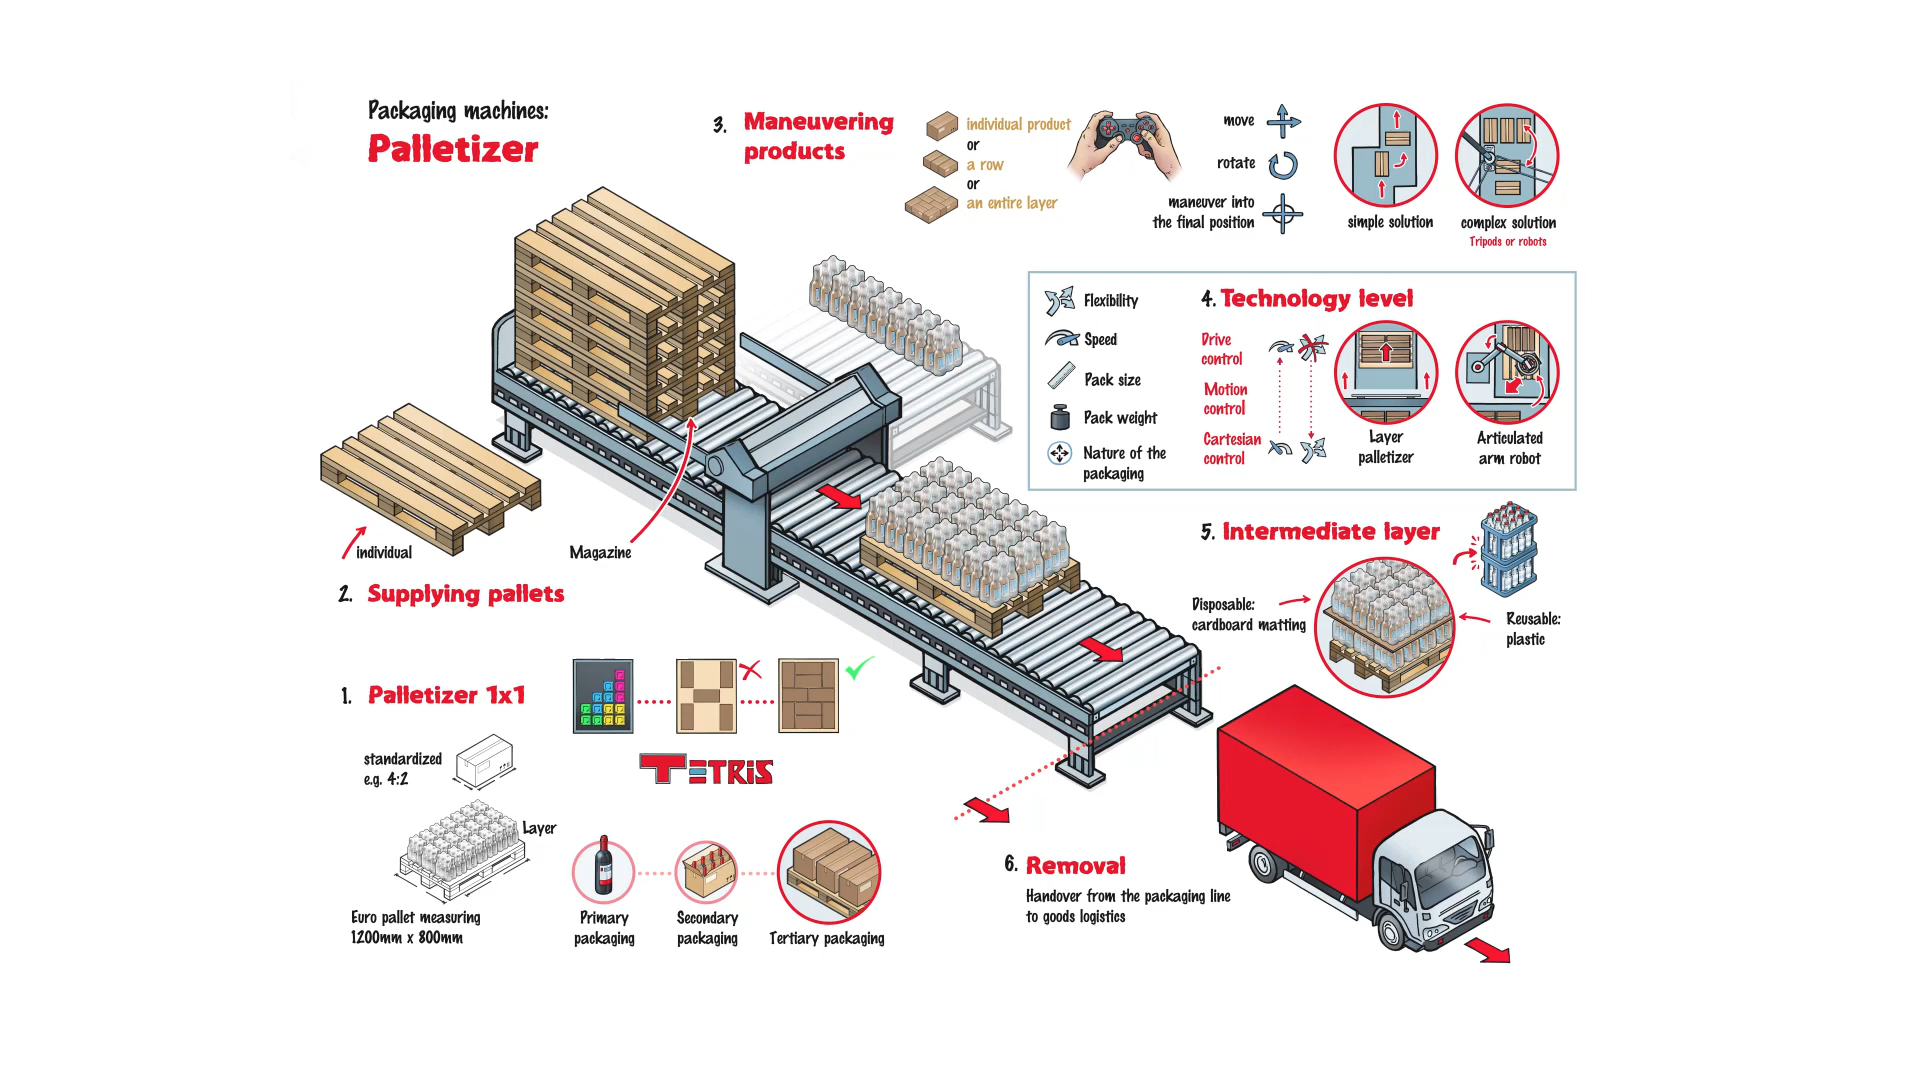 Packaging machines:
Palletizer
3. Maneuvering
products
individual product
or
a row
or
an entire layer
move
rotate
maneuver into
the final position
simple solution
complex solution
Tripods or robots
Flexibility
Speed
Pack size
Pack weight
Nature of the
packaging
4. Technology level
Drive
control
Motion
control
Cartesian
control
Layer
palletizer
Articulated
arm robot
individual
Magazine
2. Supplying pallets
5. Intermediate layer
Disposable:
cardboard matting
Reusable:
plastic
1. Palletizer 1x1
standardized
e.g. 4:2
TETRiS
Layer
Euro pallet measuring
1200mm x 800mm
Primary
packaging
Secondary
packaging
Tertiary packaging
6. Removal
Handover from the packaging line
to goods logistics